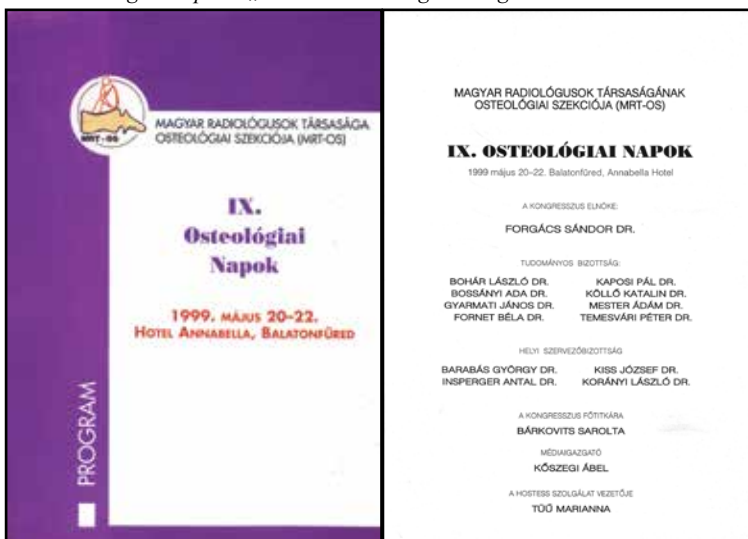 MRT-OS
MAGYAR RADIOLÓGUSOK TÁRSASÁGA
OSTEOLÓGIAI SZEKCIÓJA (MRT-OS)
IX.
Osteológiai
Napok
1999. MÁJUS 20-22.
HOTEL ANNABELLA, BALATONFÜRED
PROGRAM
MAGYAR RADIOLÓGUSOK TÁRSASÁGÁNAK
OSTEOLÓGIAI SZEKCIÓJA (MRT-OS)
IX. OSTEOLÓGIAI NAPOK
1999 május 20–22. Balatonfüred, Annabella Hotel
A KONGRESSZUS ELNÖKE:
FORGÁCS SÁNDOR DR.
TUDOMÁNYOS BIZOTTSÁG:
BOHÁR LÁSZLÓ DR. KAPOSI PÁL DR.
BOSSÁNYI ADA DR. KÖLLŐ KATALIN DR.
GYARMATI JÁNOS DR. MESTER ÁDÁM DR.
FORNET BÉLA DR. TEMESVÁRI PÉTER DR.
HELYI SZERVEZŐBIZOTTSÁG
BARABÁS GYÖRGY DR. KISS JÓZSEF DR.
INSPERGER ANTAL DR. KORÁNYI LÁSZLÓ DR.
A KONGRESSZUS FŐTITKÁRA
BÁRKOVITS SAROLTA
MÉDIAIGAZGATÓ
KŐSZEGI ÁBEL
A HOSTESS SZOLGÁLAT VEZETŐJE
TŰŰ MARIANNA